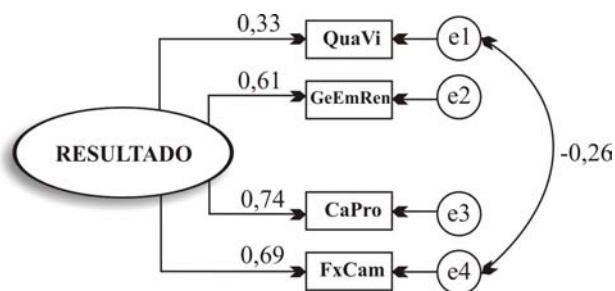 0,33
QuaVi
e1
0,61
GeEmRen
e2
RESULTADO
-0,26
0,74
CaPro
e3
0,69
FxCam
e4